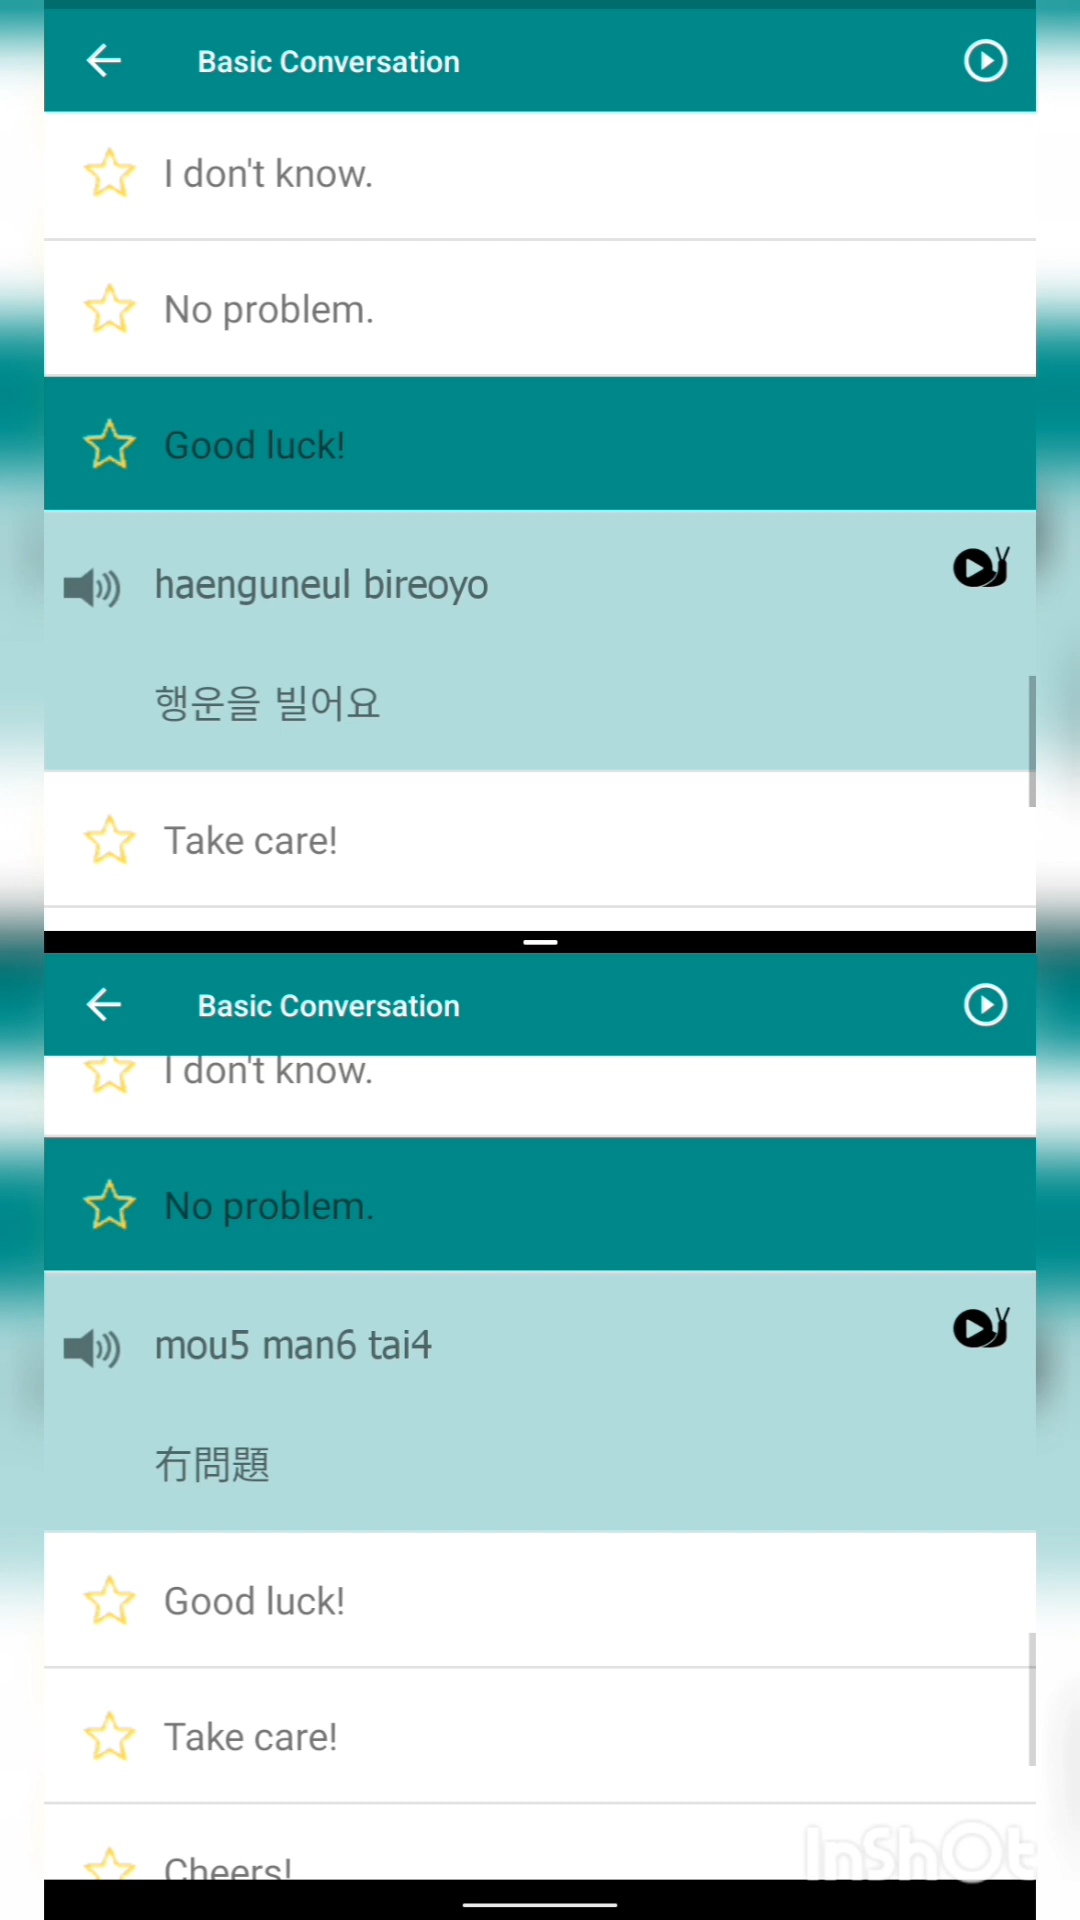 Basic Conversation
I don't know.
No problem.
Good luck!
haenguneul bireoyo
행운을 빌어요
Take care!
Basic Conversation
I don't know.
No problem.
mou5 man6 tai4
冇問題
Good luck!
Take care!
Cheers!
InShOt